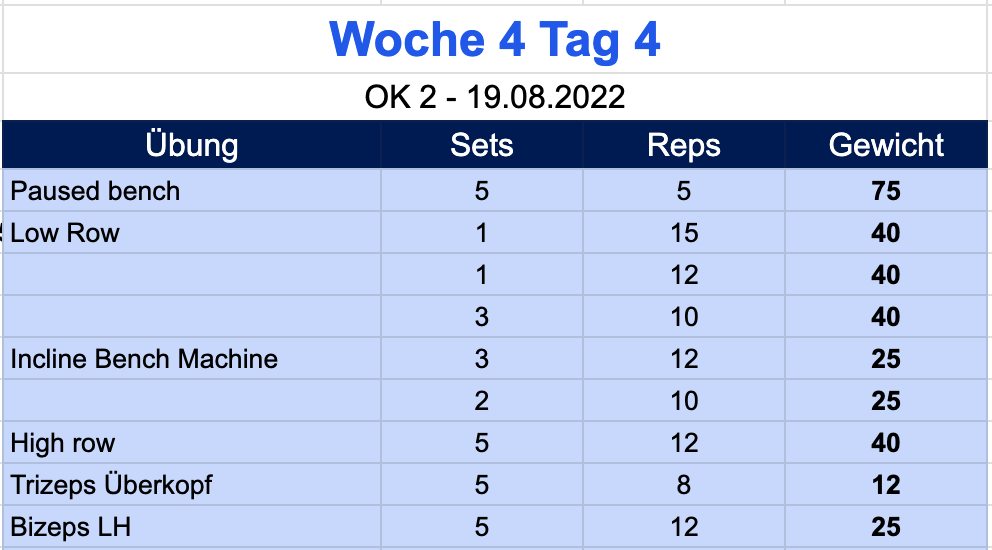 Woche 4 Tag 4
OK 2 - 19.08.2022
Übung Sets Reps Gewicht
Paused bench 5 5 75
Low Row 1 15 40
1 12 40
3 10 40
Incline Bench Machine 3 12 25
2 10 25
High row 5 12 40
Trizeps Überkopf 5 8 12
Bizeps LH 5 12 25